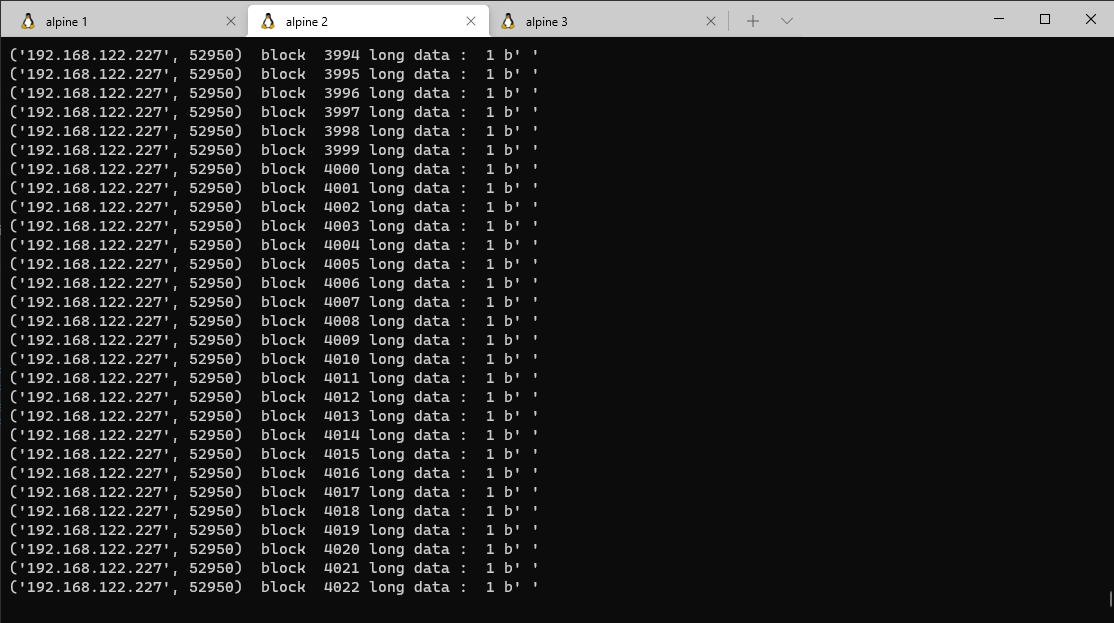 alpine 1
alpine 2
alpine 3
('192.168.122.227', 52950)  block  3994 long data :  1 b' '
('192.168.122.227', 52950)  block  3995 long data :  1 b' '
('192.168.122.227', 52950)  block  3996 long data :  1 b' '
('192.168.122.227', 52950)  block  3997 long data :  1 b' '
('192.168.122.227', 52950)  block  3998 long data :  1 b' '
('192.168.122.227', 52950)  block  3999 long data :  1 b' '
('192.168.122.227', 52950)  block  4000 long data :  1 b' '
('192.168.122.227', 52950)  block  4001 long data :  1 b' '
('192.168.122.227', 52950)  block  4002 long data :  1 b' '
('192.168.122.227', 52950)  block  4003 long data :  1 b' '
('192.168.122.227', 52950)  block  4004 long data :  1 b' '
('192.168.122.227', 52950)  block  4005 long data :  1 b' '
('192.168.122.227', 52950)  block  4006 long data :  1 b' '
('192.168.122.227', 52950)  block  4007 long data :  1 b' '
('192.168.122.227', 52950)  block  4008 long data :  1 b' '
('192.168.122.227', 52950)  block  4009 long data :  1 b' '
('192.168.122.227', 52950)  block  4010 long data :  1 b' '
('192.168.122.227', 52950)  block  4011 long data :  1 b' '
('192.168.122.227', 52950)  block  4012 long data :  1 b' '
('192.168.122.227', 52950)  block  4013 long data :  1 b' '
('192.168.122.227', 52950)  block  4014 long data :  1 b' '
('192.168.122.227', 52950)  block  4015 long data :  1 b' '
('192.168.122.227', 52950)  block  4016 long data :  1 b' '
('192.168.122.227', 52950)  block  4017 long data :  1 b' '
('192.168.122.227', 52950)  block  4018 long data :  1 b' '
('192.168.122.227', 52950)  block  4019 long data :  1 b' '
('192.168.122.227', 52950)  block  4020 long data :  1 b' '
('192.168.122.227', 52950)  block  4021 long data :  1 b' '
('192.168.122.227', 52950)  block  4022 long data :  1 b' '